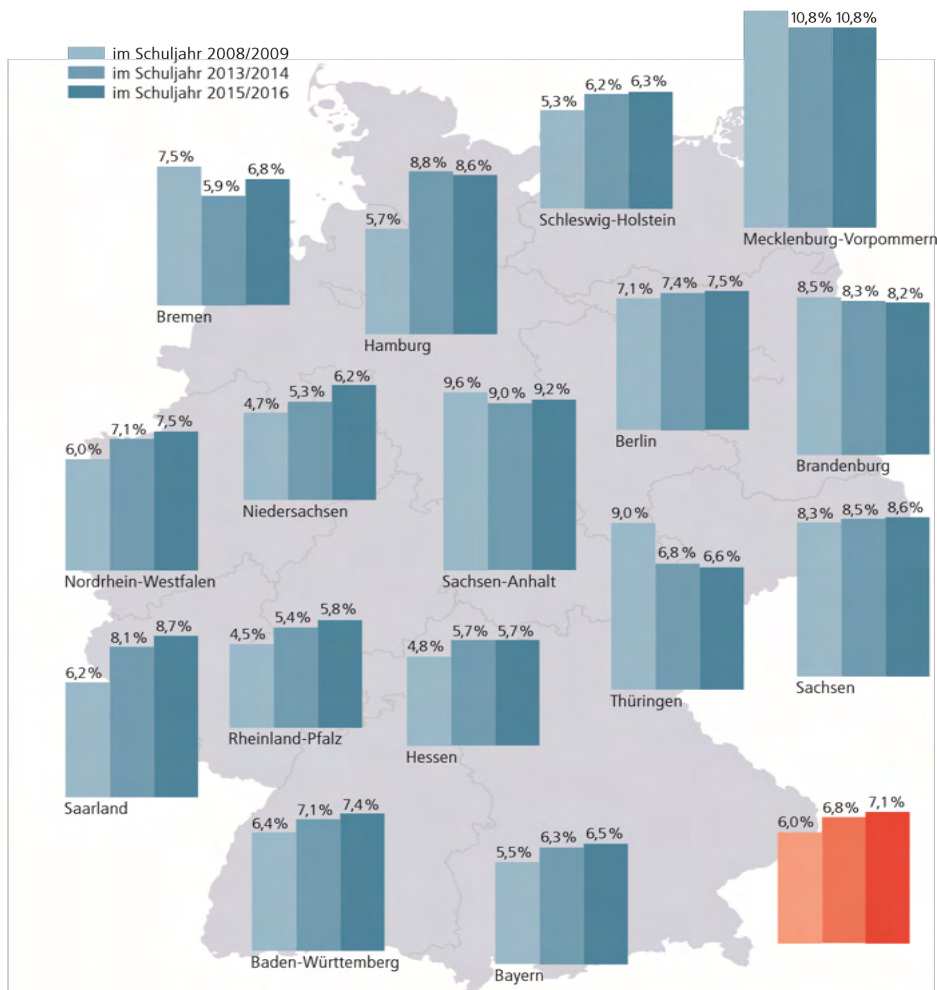 im Schuljahr 2008/2009
im Schuljahr 2013/2014
im Schuljahr 2015/2016
10,8% 10,8%
Mecklenburg-Vorpommern
5,3% 6,2% 6,3%
Schleswig-Holstein
7,5% 5,9% 6,8%
Bremen
5,7% 8,8% 8,6%
Hamburg
7,1% 7,4% 7,5%
Berlin
8,5% 8,3% 8,2%
Brandenburg
6,0% 7,1% 7,5%
Nordrhein-Westfalen
4,7% 5,3% 6,2%
Niedersachsen
9,6% 9,0% 9,2%
Sachsen-Anhalt
9,0% 6,8% 6,6%
Thüringen
8,3% 8,5% 8,6%
Sachsen
6,2% 8,1% 8,7%
Saarland
4,5% 5,4% 5,8%
Rheinland-Pfalz
4,8% 5,7% 5,7%
Hessen
6,4% 7,1% 7,4%
Baden-Württemberg
5,5% 6,3% 6,5%
Bayern
6,0% 6,8% 7,1%